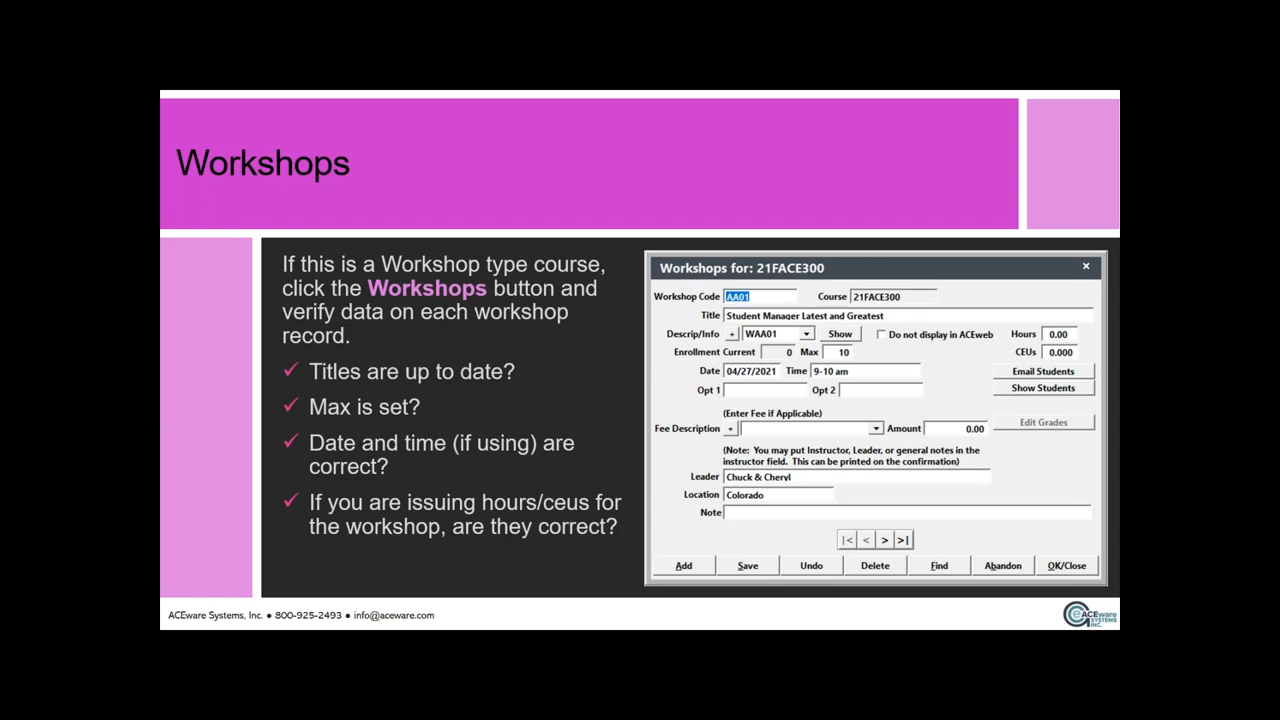 Workshops
If this is a Workshop type course,
click the Workshops button and
verify data on each workshop
record.
✓ Titles are up to date?
✓ Max is set?
✓ Date and time (if using) are
correct?
✓ If you are issuing hours/ceus for
the workshop, are they correct?
Workshops for: 21FACE300 ×
Workshop Code AA01 Course 21FACE300
Title Student Manager Latest and Greatest
Descrip/Info + WAA01 Show Do not display in ACEweb Hours 0.00
Enrollment Current 0 Max 10 CEUs 0.000
Date 04/27/2021 Time 9-10 am Email Students
Opt 1 Opt 2 Show Students
(Enter Fee if Applicable)
Fee Description + Amount 0.00 Edit Grades
(Note: You may put Instructor, Leader, or general notes in the
instructor field. This can be printed on the confirmation)
Leader Chuck & Cheryl
Location Colorado
Note
|< < > >|
Add Save Undo Delete Find Abandon OK/Close
ACEware Systems, Inc. ● 800-925-2493 ● info@aceware.com
ACEware
SYSTEMS
INC.